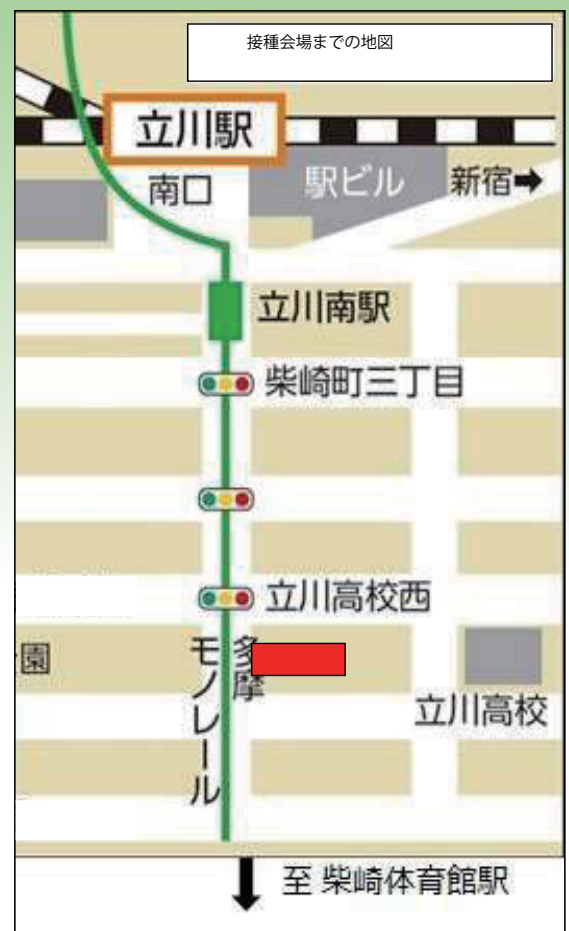 接種会場までの地図
立川駅
南口
駅ビル
新宿➡
立川南駅
柴崎町三丁目
立川高校西
園
多摩
モノレール
立川高校
至 柴崎体育館駅